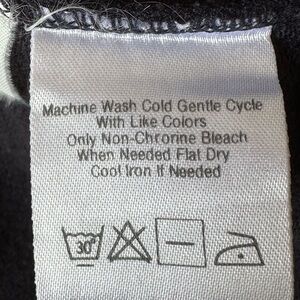 Machine Wash Cold Gentle Cycle
With Like Colors
Only Non-Chrorine Bleach
When Needed Flat Dry
Cool Iron If Needed
30°